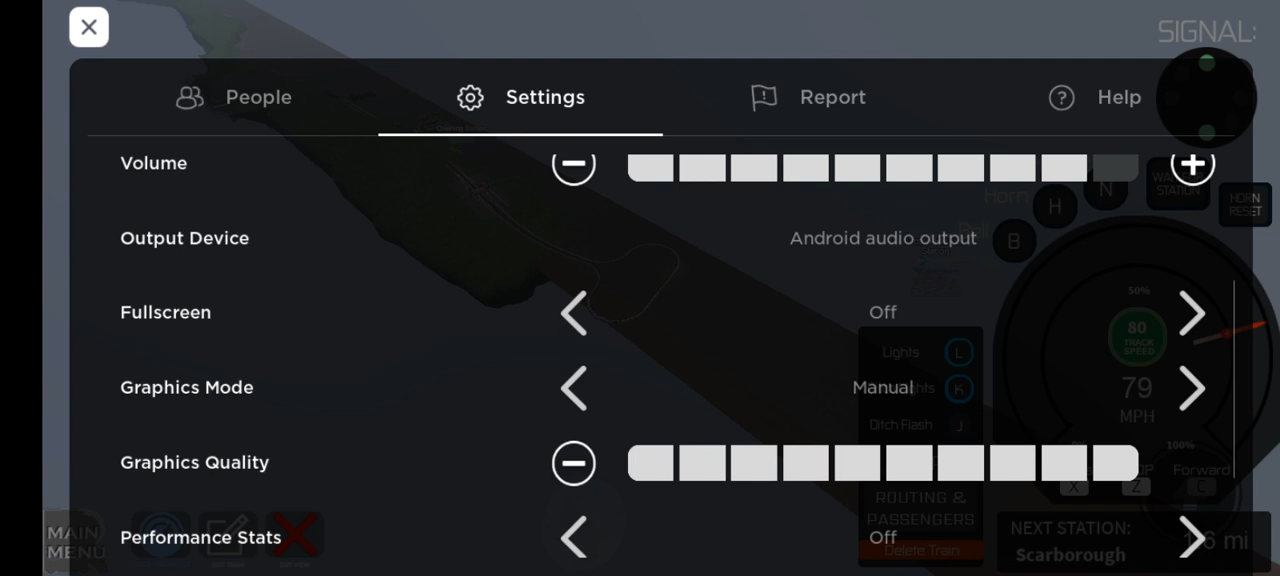 SIGNAL:
People
Settings
Report
Help
Volume
HORN
RESET
Horn
H
N
B
Output Device
Android audio output
50%
Fullscreen
Off
80
TRACK
SPEED
Lights
L
Graphics Mode
Manual
K
79
MPH
Ditch Flash
J
100%
Graphics Quality
Forward
X
Z
C
ROUTING &
PASSENGERS
MAIN
MENU
Performance Stats
Off
Delete Train
NEXT STATION:
Scarborough
mi